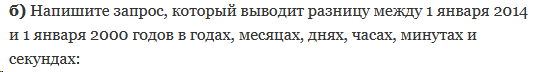 б) Напишите запрос, который выводит разницу между 1 января 2014
и 1 января 2000 годов в годах, месяцах, днях, часах, минутах и
секундах: